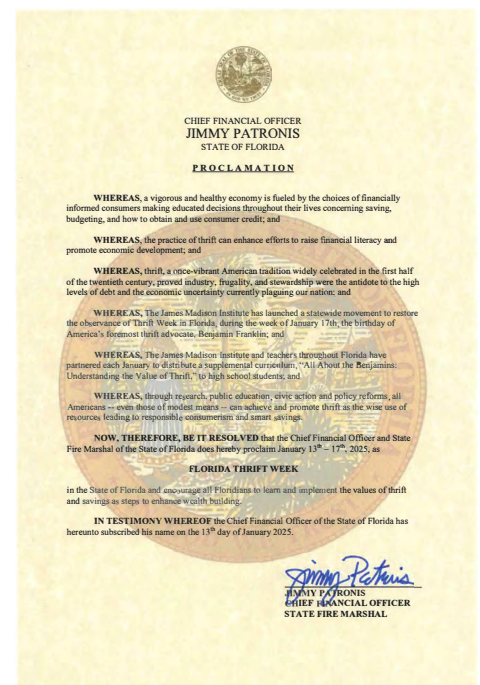 CHIEF FINANCIAL OFFICER
JIMMY PATRONIS
STATE OF FLORIDA
PROCLAMATION
WHEREAS, a vigorous and healthy economy is fueled by the choices of financially
informed consumers making educated decisions throughout their lives concerning saving,
budgeting, and how to obtain and use consumer credit; and
WHEREAS, the practice of thrift can enhance efforts to raise financial literacy and
promote economic development; and
WHEREAS, thrift, a once-vibrant American tradition widely celebrated in the first half
of the twentieth century, proved industry, frugality, and stewardship were the antidote to the high
levels of debt and the economic uncertainty currently plaguing our nation: and
WHEREAS, The James Madison Institute has launched a statewide movement to restore
the observance of Thrift Week in Florida, during the week of January 17th, the birthday of
America's foremost thrift advocate, Benjamin Franklin; and
WHEREAS, The James Madison Institute and teachers throughout Florida have
partnered each January to distribute a supplemental curriculum, "All About the Benjamins:
Understanding the Value of Thrift," to high school students, and
WHEREAS, through research, public education, civic action and policy reforms, all
Americans -- even those of modest means -- can achieve and promote thrift as the wise use of
resources leading to responsible consumerism and smart savings.
NOW, THEREFORE, BE IT RESOLVED that the Chief Financial Officer and State
Fire Marshal of the State of Florida does hereby proclaim January 13th – 17th, 2025, as
FLORIDA THRIFT WEEK
in the State of Florida and encourage all Floridians to learn and implement the values of thrift
and savings as steps to enhance wealth building.
IN TESTIMONY WHEREOF the Chief Financial Officer of the State of Florida has
hereunto subscribed his name on the 13th day of January 2025.
Jimmy Patronis
JIMMY PATRONIS
CHIEF FINANCIAL OFFICER
STATE FIRE MARSHAL